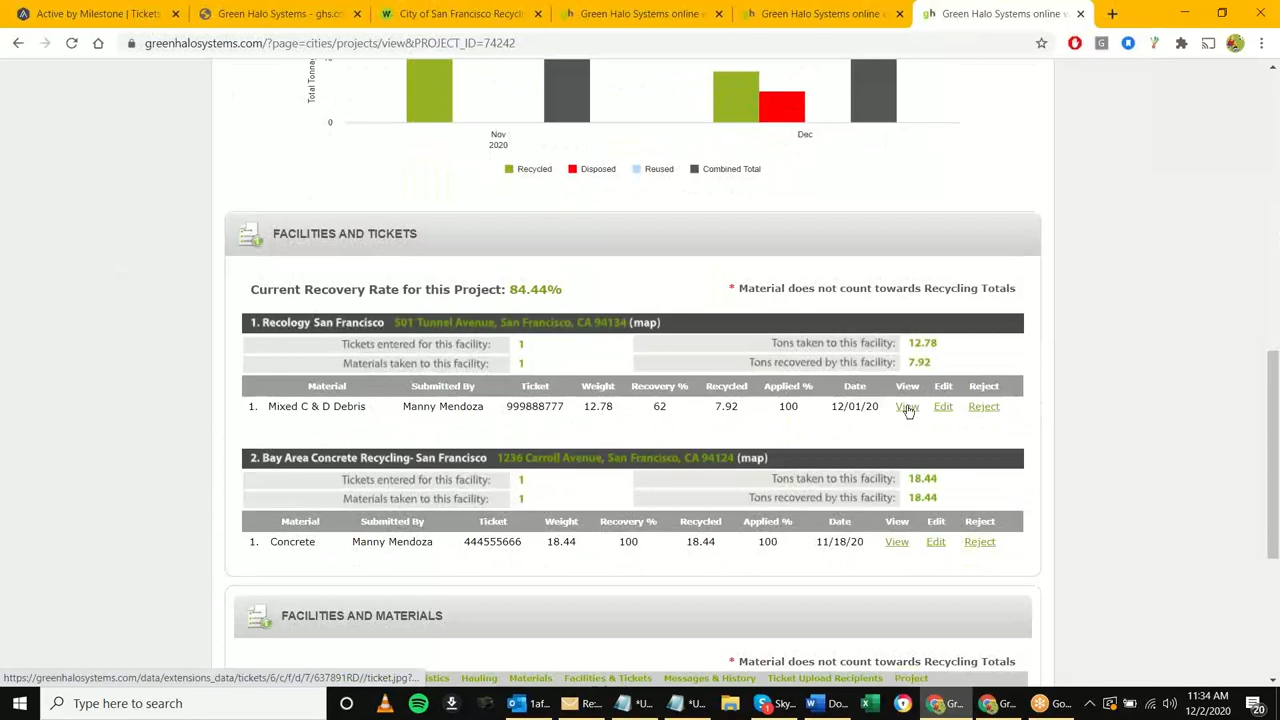 Active by Milestone | Tickets
Green Halo Systems - ghs.co
City of San Francisco Recycli
Green Halo Systems online w
Green Halo Systems online w
Green Halo Systems online w
greenhalosystems.com/?page=cities/projects/view&PROJECT_ID=74242
Total Tonnag
0
Nov
2020
Dec
Recycled Disposed Reused Combined Total
FACILITIES AND TICKETS
Current Recovery Rate for this Project: 84.44%
* Material does not count towards Recycling Totals
1. Recology San Francisco 501 Tunnel Avenue, San Francisco, CA 94134 (map)
Tickets entered for this facility: 1 Tons taken to this facility: 12.78
Materials taken to this facility: 1 Tons recovered by this facility: 7.92
Material Submitted By Ticket Weight Recovery % Recycled Applied % Date View Edit Reject
1. Mixed C & D Debris Manny Mendoza 999888777 12.78 62 7.92 100 12/01/20 View Edit Reject
2. Bay Area Concrete Recycling- San Francisco 1236 Carroll Avenue, San Francisco, CA 94124 (map)
Tickets entered for this facility: 1 Tons taken to this facility: 18.44
Materials taken to this facility: 1 Tons recovered by this facility: 18.44
Material Submitted By Ticket Weight Recovery % Recycled Applied % Date View Edit Reject
1. Concrete Manny Mendoza 444555666 18.44 100 18.44 100 11/18/20 View Edit Reject
FACILITIES AND MATERIALS
* Material does not count towards Recycling Totals
https://greenhalosystems.com/data/extensions_data/tickets/6/c/f/d/7/637891RD//ticket.jpg?...
istics Hauling Materials Facilities & Tickets Messages & History Ticket Upload Recipients Project
Type here to search
1af... Re:... *U... *U... Sky... Do... Gr... Gr... Go...
11:34 AM
12/2/2020
20